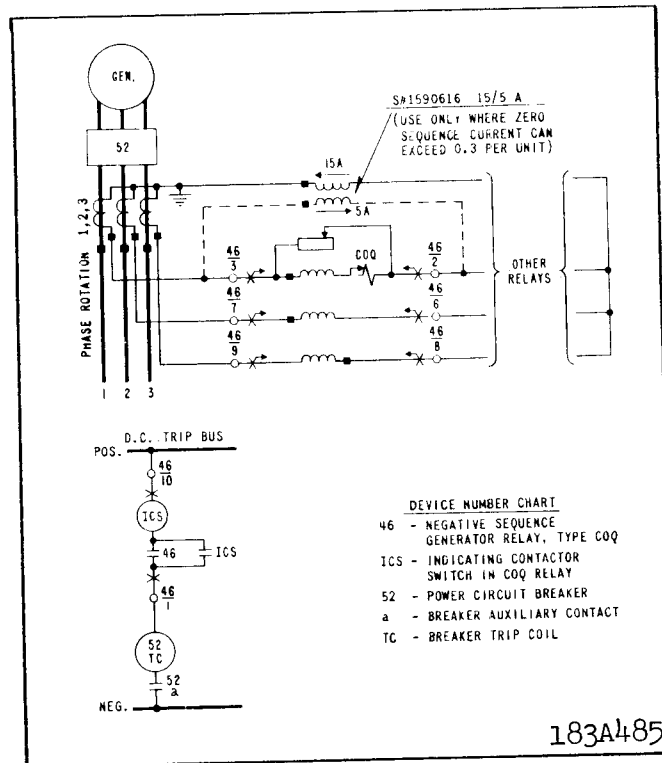 GEN.
52
S#1590616 15/5 A
(USE ONLY WHERE ZERO
SEQUENCE CURRENT CAN
EXCEED 0.3 PER UNIT)
15A
5A
PHASE ROTATION 1,2,3
46
3
COQ
46
2
46
7
46
6
46
9
46
8
OTHER
RELAYS
1 2 3
D.C. TRIP BUS
POS.
46
10
ICS
46
ICS
46
1
52
TC
52
a
NEG.
DEVICE NUMBER CHART
46 - NEGATIVE SEQUENCE
GENERATOR RELAY, TYPE COQ
ICS - INDICATING CONTACTOR
SWITCH IN COQ RELAY
52 - POWER CIRCUIT BREAKER
a - BREAKER AUXILIARY CONTACT
TC - BREAKER TRIP COIL
183A485